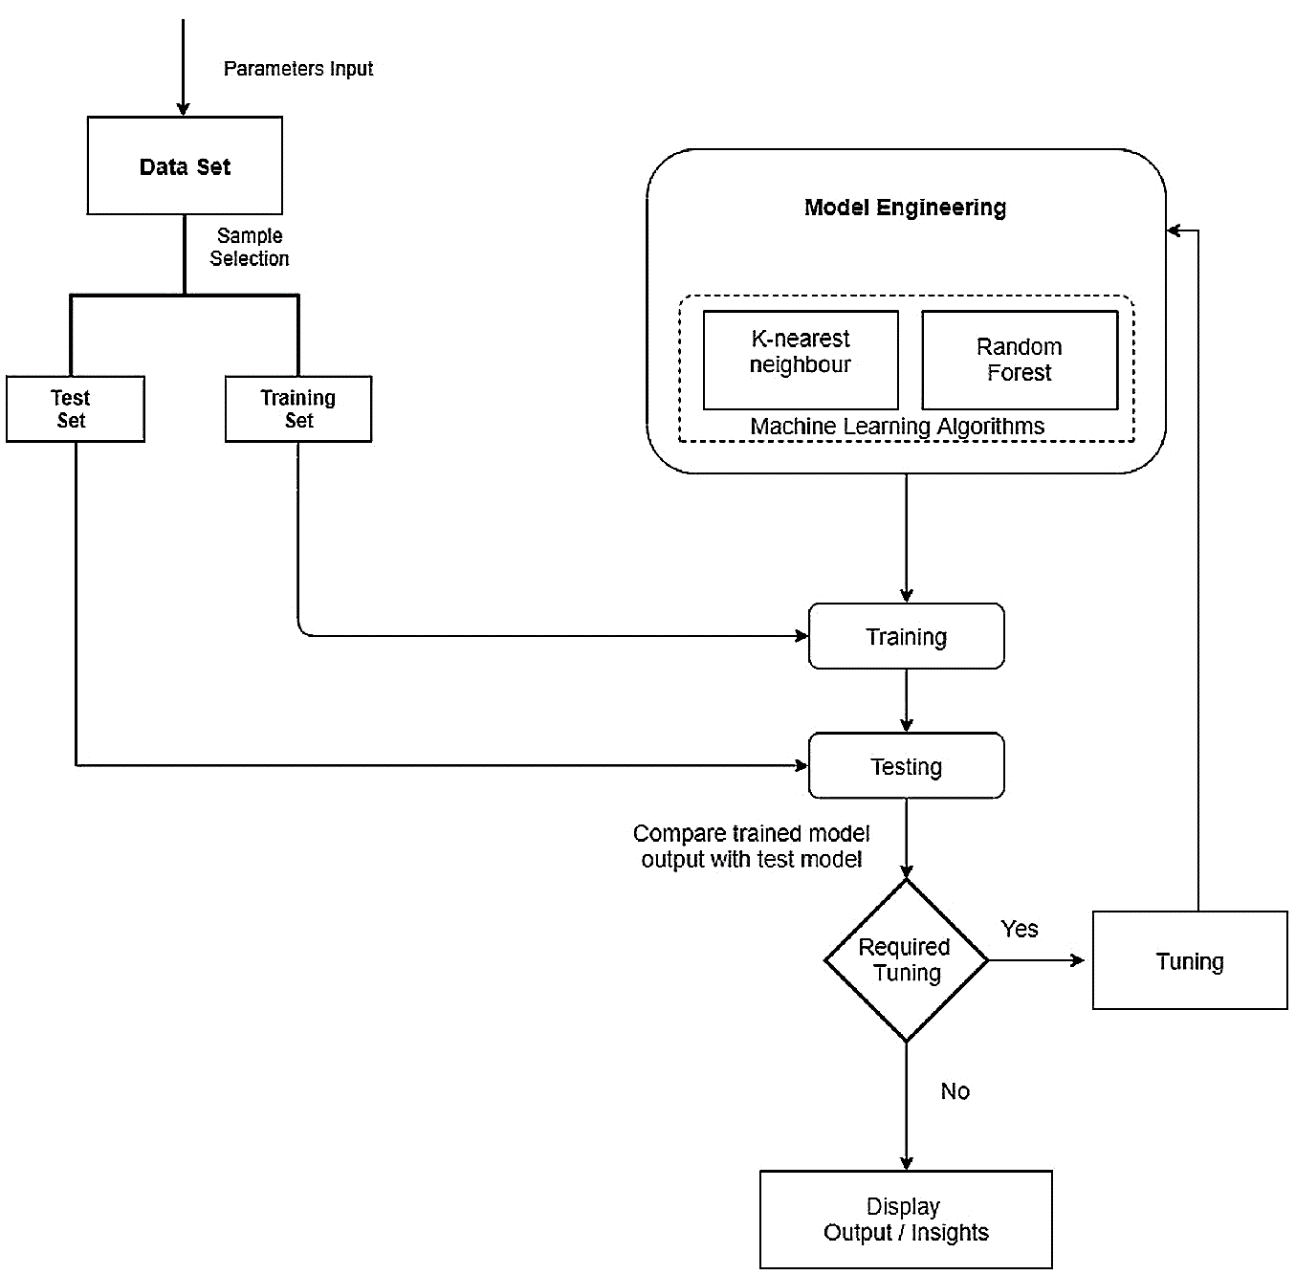 Parameters Input
Data Set
Sample
Selection
Test
Set
Training
Set
Model Engineering
K-nearest
neighbour
Random
Forest
Machine Learning Algorithms
Training
Testing
Compare trained model
output with test model
Required
Tuning
Yes
Tuning
No
Display
Output / Insights